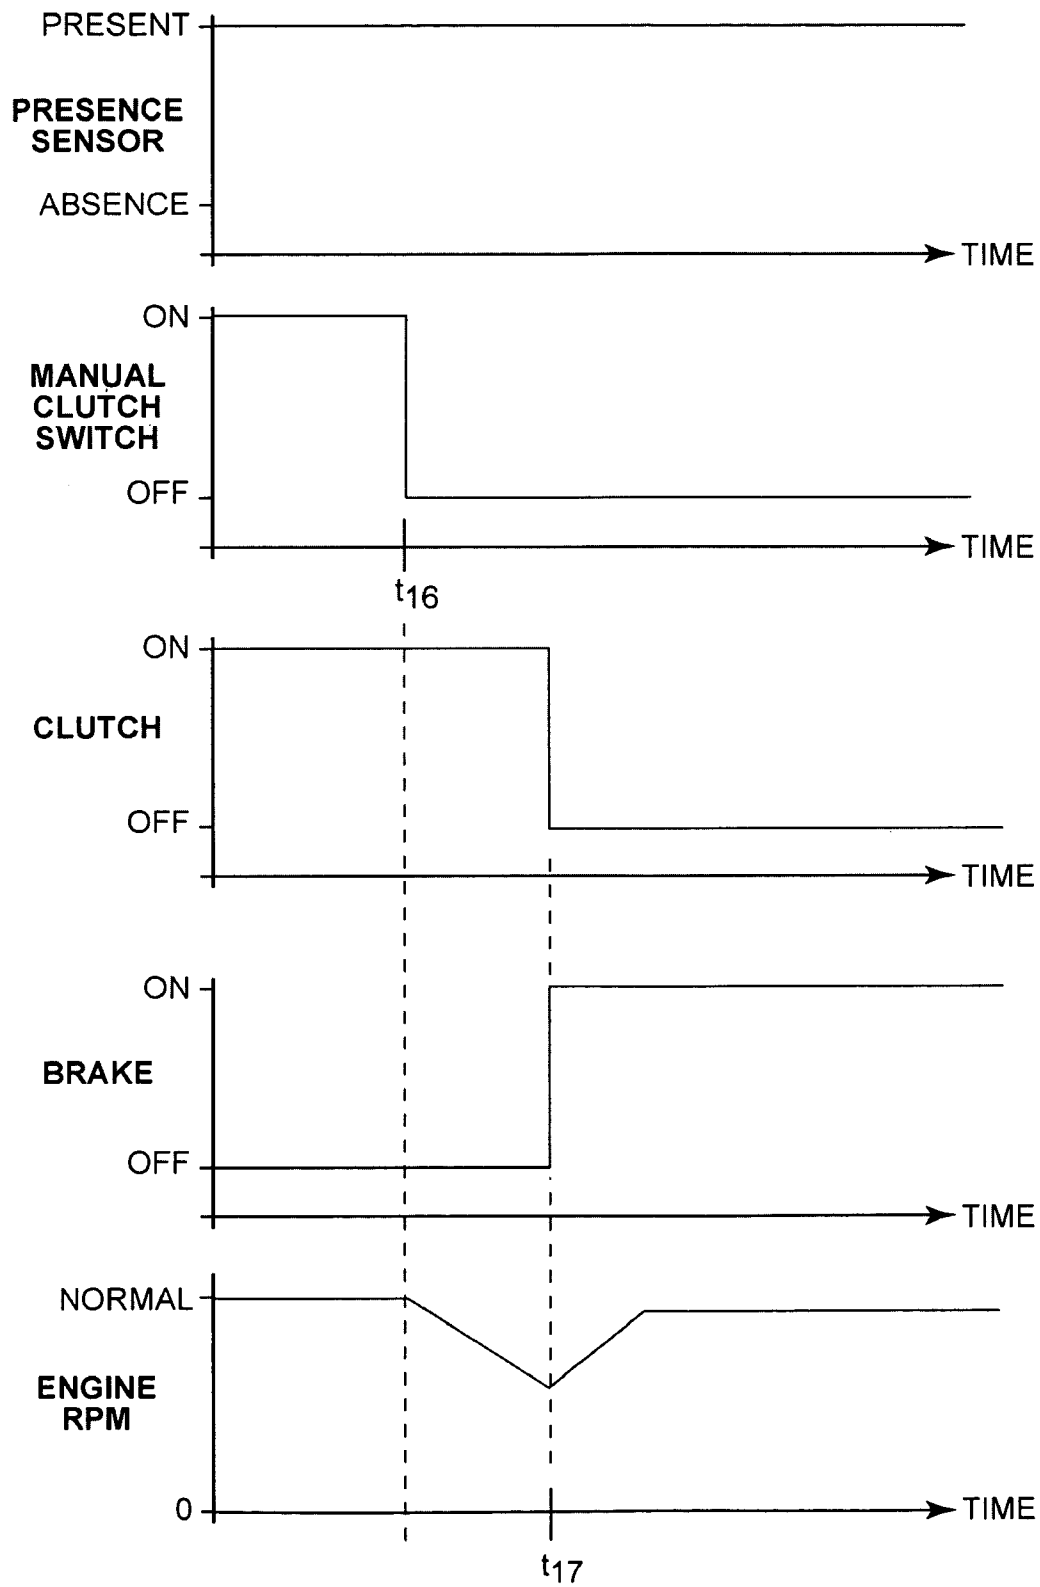 PRESENT
PRESENCE
SENSOR
ABSENCE
TIME
ON
MANUAL
CLUTCH
SWITCH
OFF
TIME
t16
ON
CLUTCH
OFF
TIME
ON
BRAKE
OFF
TIME
NORMAL
ENGINE
RPM
0
TIME
t17